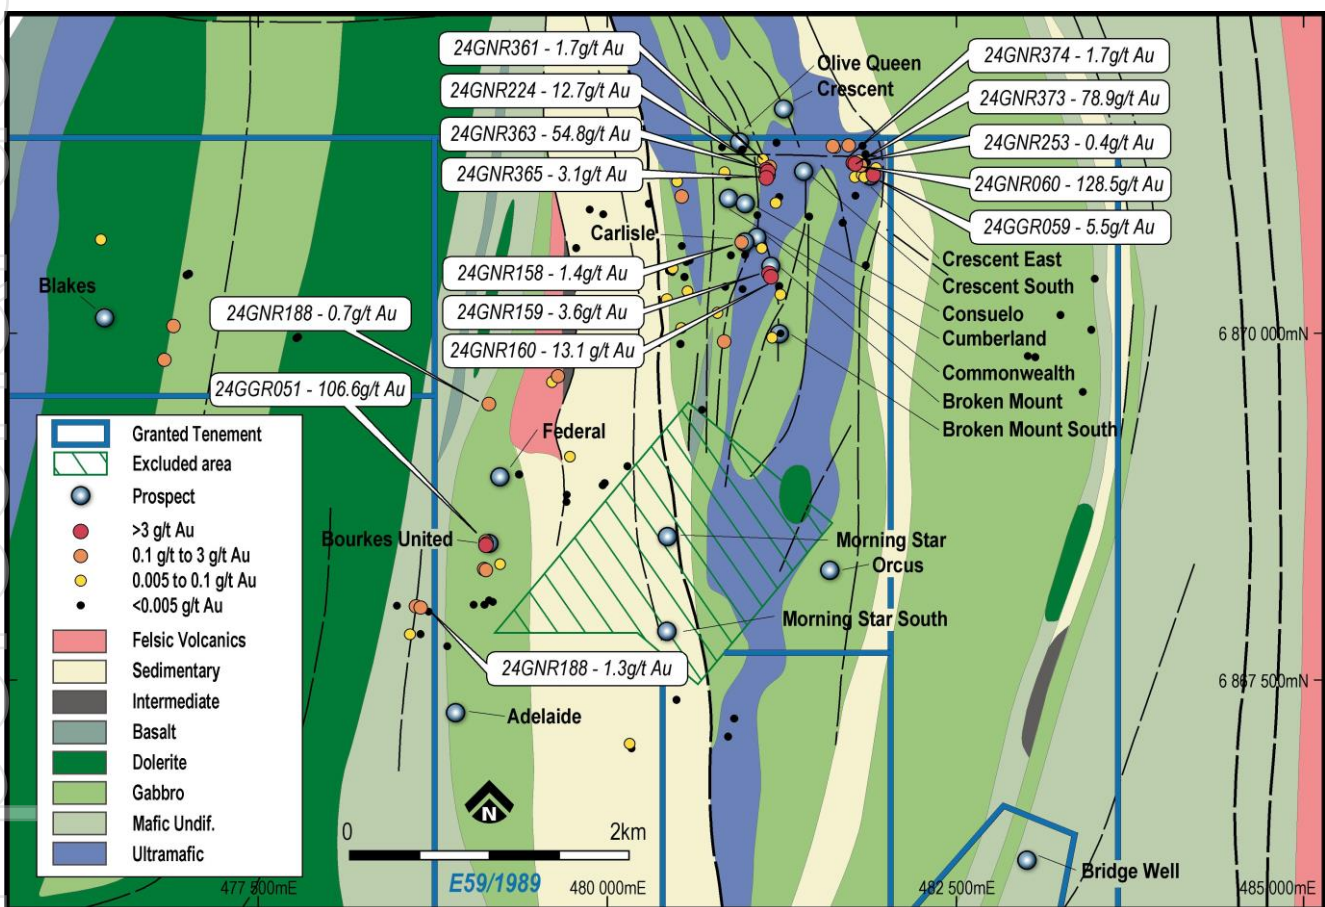 24GNR361 - 1.7g/t Au
24GNR224 - 12.7g/t Au
24GNR363 - 54.8g/t Au
24GNR365 - 3.1g/t Au
Olive Queen
Crescent
24GNR374 - 1.7g/t Au
24GNR373 - 78.9g/t Au
24GNR253 - 0.4g/t Au
24GNR060 - 128.5g/t Au
24GGR059 - 5.5g/t Au
Carlisle
24GNR158 - 1.4g/t Au
24GNR159 - 3.6g/t Au
24GNR160 - 13.1 g/t Au
Crescent East
Crescent South
Consuelo
Cumberland
Commonwealth
Broken Mount
Broken Mount South
Blakes
24GNR188 - 0.7g/t Au
24GGR051 - 106.6g/t Au
6 870 000mN
Federal
Bourkes United
Morning Star
Orcus
Morning Star South
24GNR188 - 1.3g/t Au
6 867 500mN
Adelaide
Granted Tenement
Excluded area
Prospect
>3 g/t Au
0.1 g/t to 3 g/t Au
0.005 to 0.1 g/t Au
<0.005 g/t Au
Felsic Volcanics
Sedimentary
Intermediate
Basalt
Dolerite
Gabbro
Mafic Undif.
Ultramafic
N
0 2km
E59/1989
Bridge Well
477 500mE
480 000mE
482 500mE
485 000mE